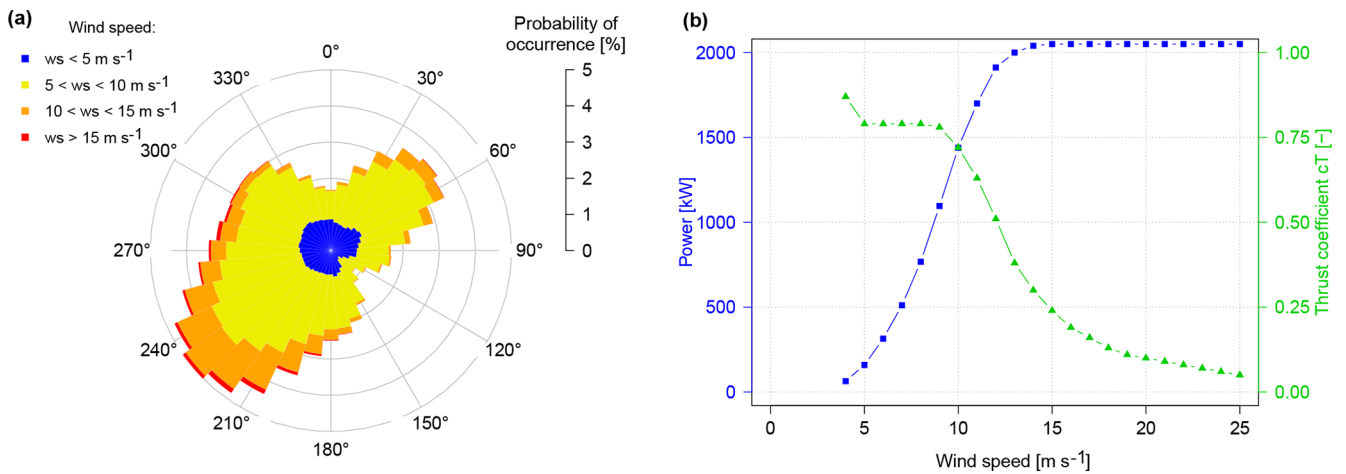 (a)
Wind speed:
ws < 5 m s⁻¹
5 < ws < 10 m s⁻¹
10 < ws < 15 m s⁻¹
ws > 15 m s⁻¹
Probability of
occurrence [%]
5
4
3
2
1
0
0°
30°
60°
90°
120°
150°
180°
210°
240°
270°
300°
330°
(b)
2000
1500
1000
500
0
Power [kW]
1.00
0.75
0.50
0.25
0.00
Thrust coefficient cT [−]
0 5 10 15 20 25
Wind speed [m s⁻¹]